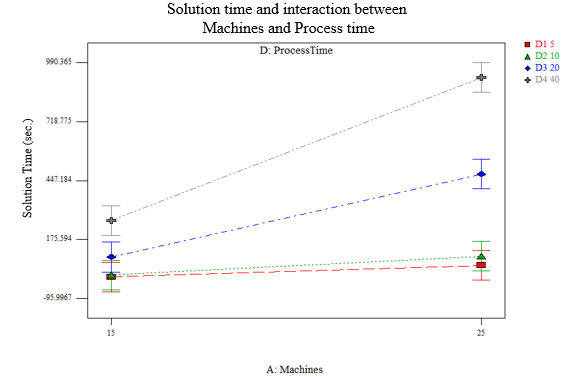 Solution time and interaction between
Machines and Process time
D: ProcessTime
D1 5
D2 10
D3 20
D4 40
990.365
718.775
447.184
175.594
-95.9967
Solution Time (sec.)
15
25
A: Machines